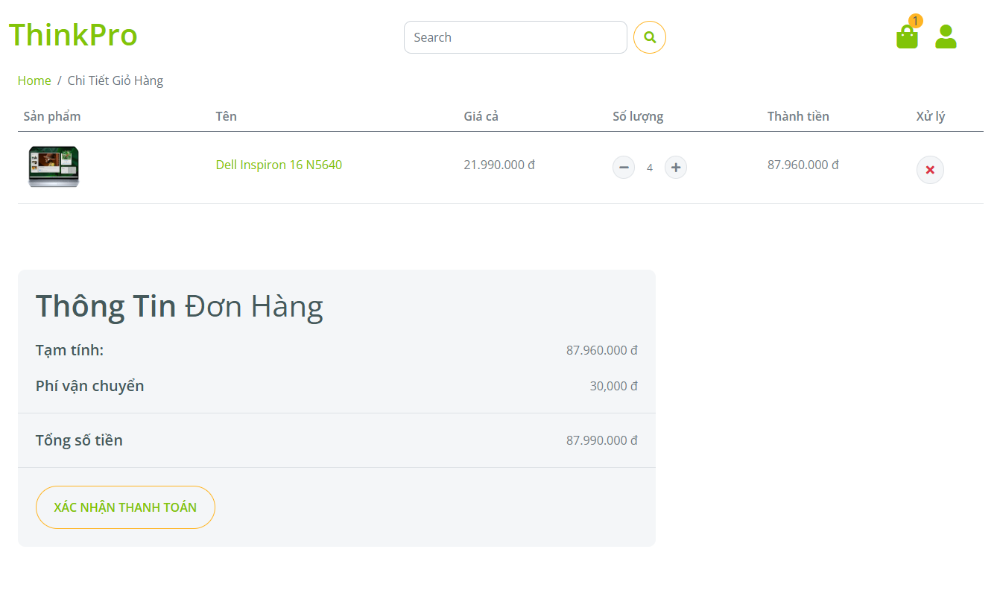 ThinkPro
Search
1
Home / Chi Tiết Giỏ Hàng
Sản phẩm Tên Giá cả Số lượng Thành tiền Xử lý
Dell Inspiron 16 N5640 21.990.000 đ 4 87.960.000 đ
Thông Tin Đơn Hàng
Tạm tính: 87.960.000 đ
Phí vận chuyển 30,000 đ
Tổng số tiền 87.990.000 đ
XÁC NHẬN THANH TOÁN